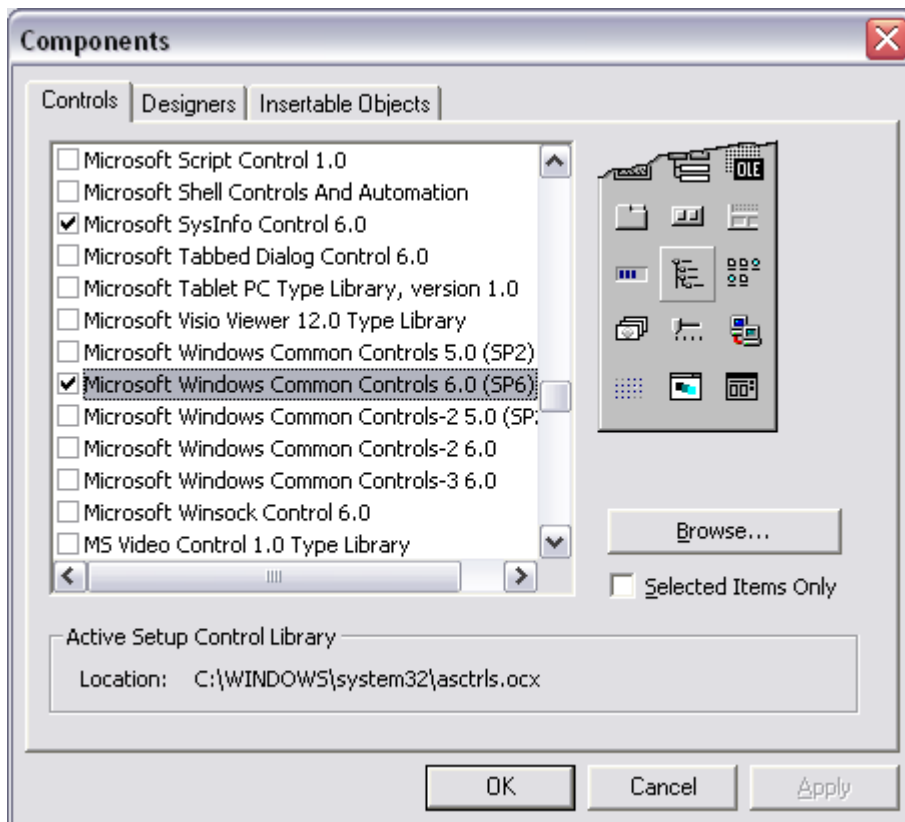 Components
Controls Designers Insertable Objects
Microsoft Script Control 1.0
Microsoft Shell Controls And Automation
Microsoft SysInfo Control 6.0
Microsoft Tabbed Dialog Control 6.0
Microsoft Tablet PC Type Library, version 1.0
Microsoft Visio Viewer 12.0 Type Library
Microsoft Windows Common Controls 5.0 (SP2)
Microsoft Windows Common Controls 6.0 (SP6)
Microsoft Windows Common Controls-2 5.0 (SP
Microsoft Windows Common Controls-2 6.0
Microsoft Windows Common Controls-3 6.0
Microsoft Winsock Control 6.0
MS Video Control 1.0 Type Library
OLE
Browse...
Selected Items Only
Active Setup Control Library
Location: C:\WINDOWS\system32\asctrls.ocx
OK Cancel Apply